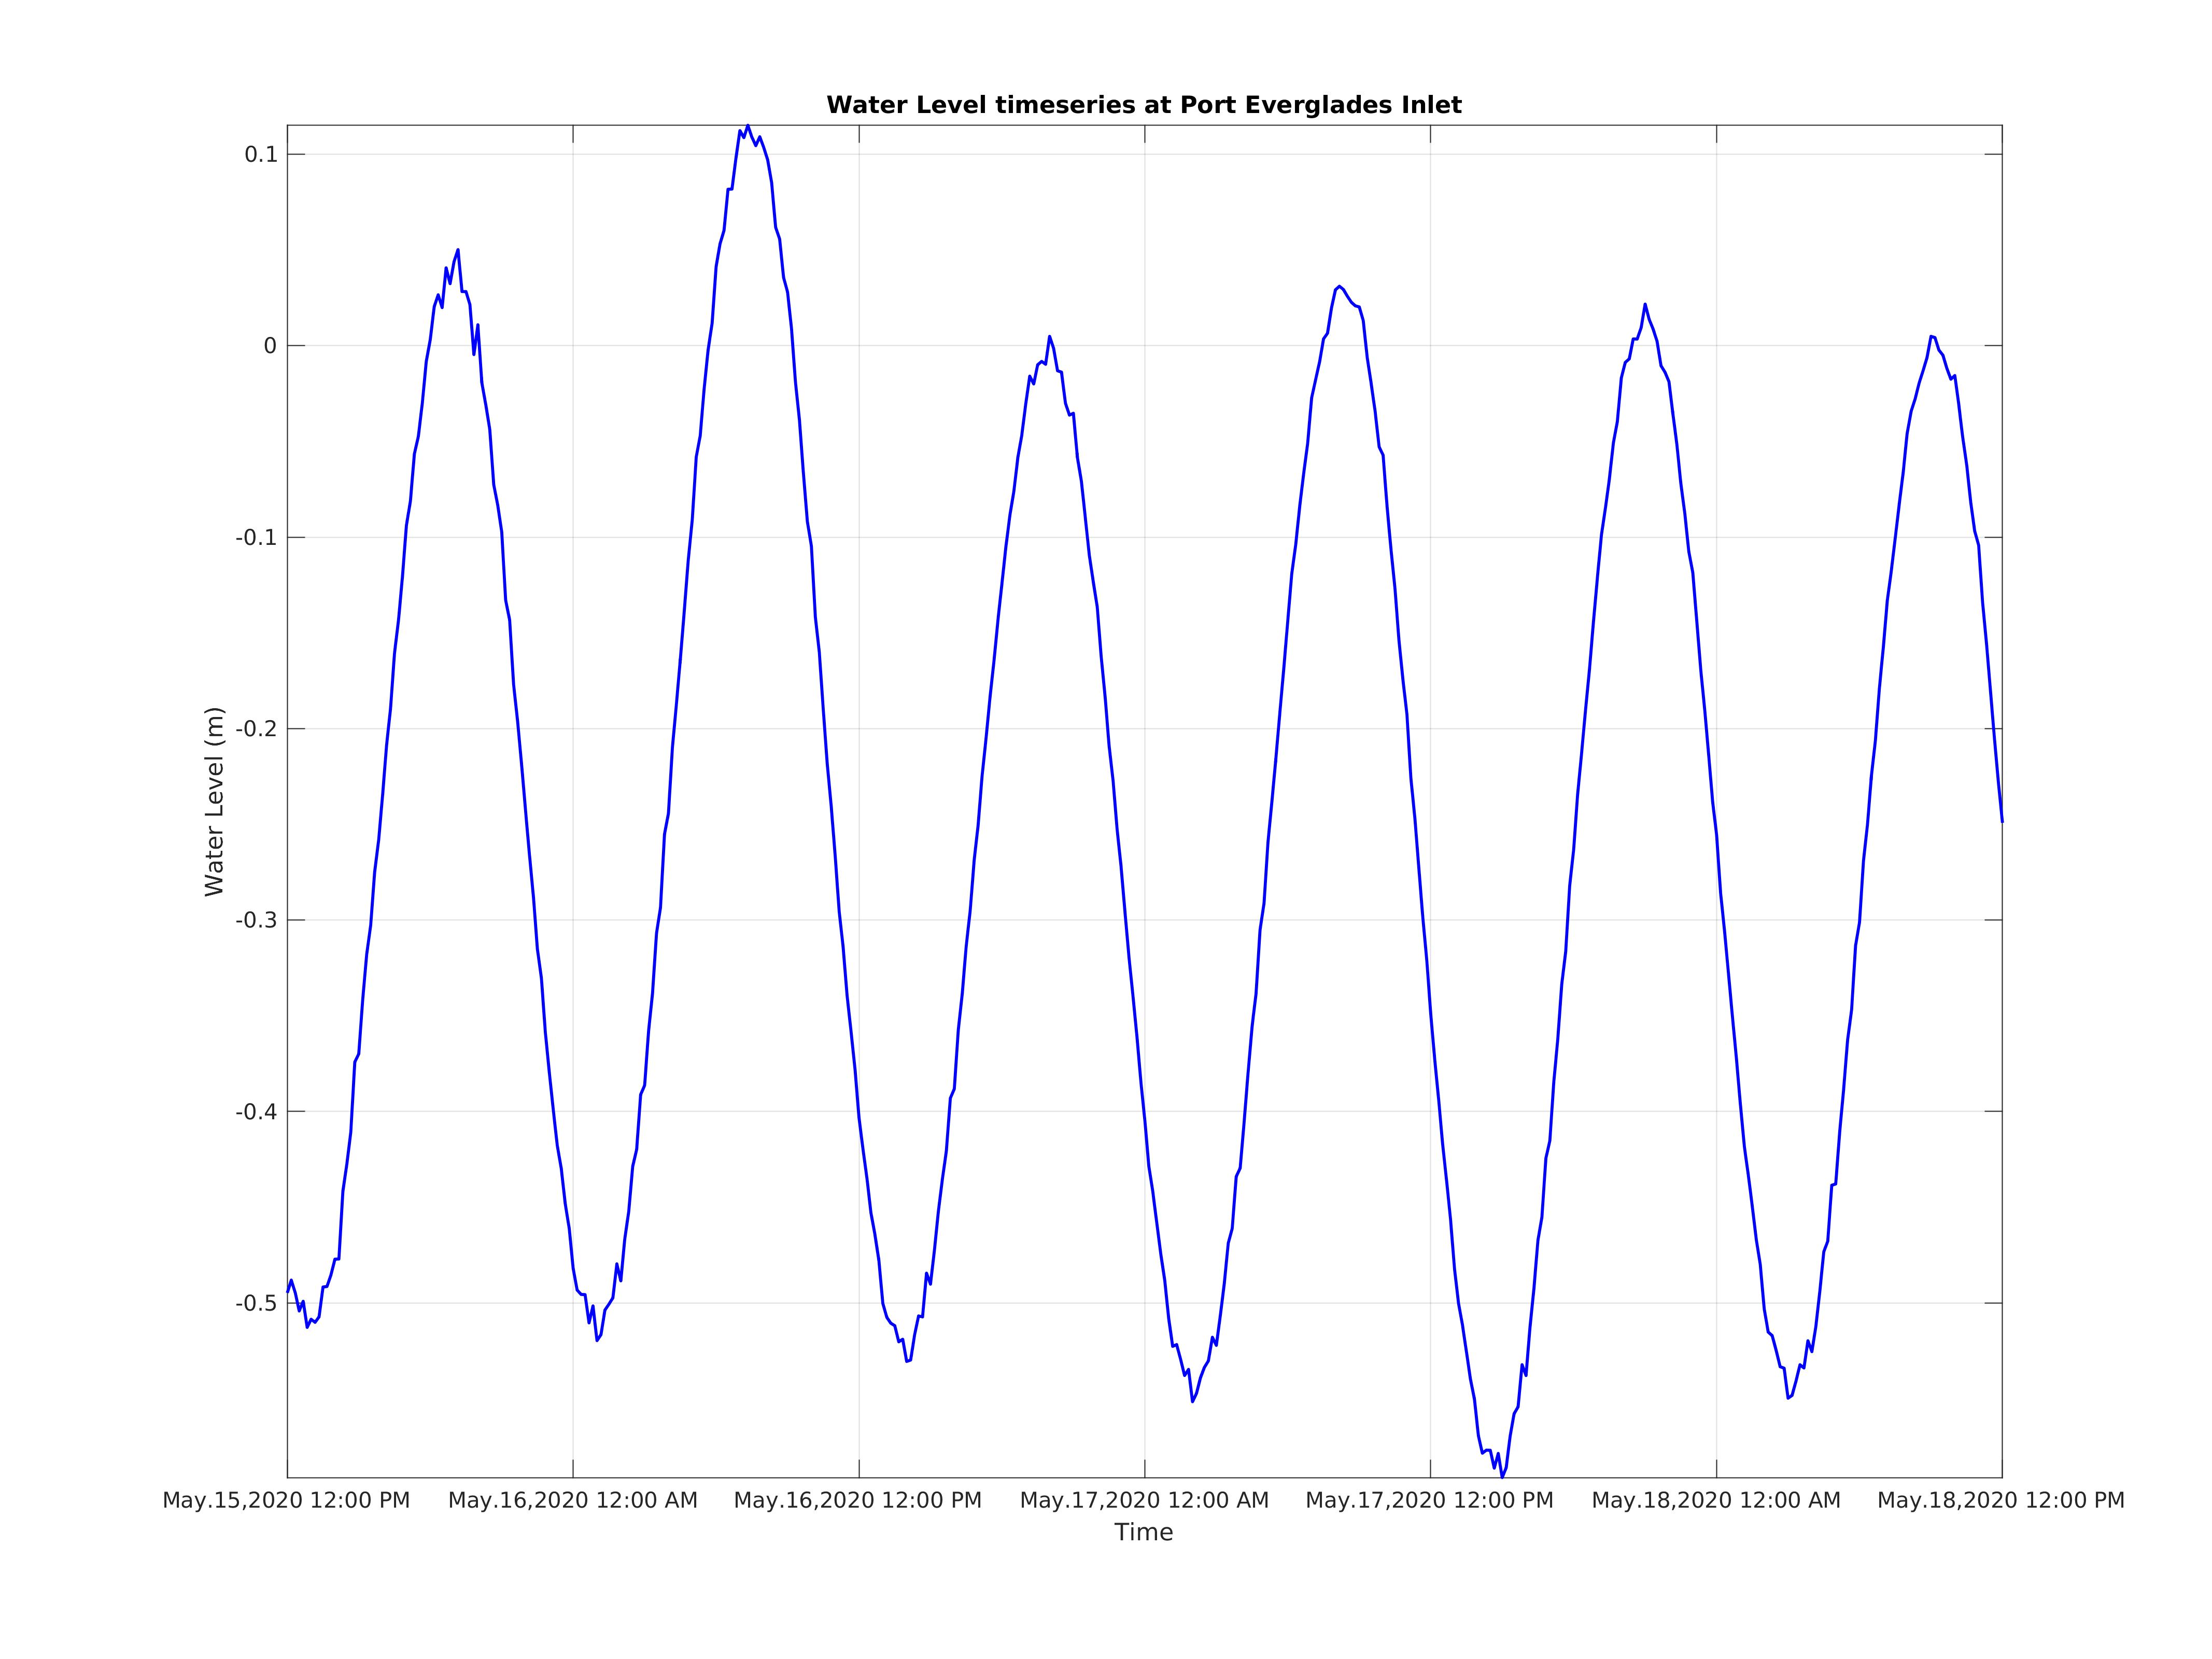 Water Level timeseries at Port Everglades Inlet
0.1
0
-0.1
-0.2
-0.3
-0.4
-0.5
Water Level (m)
May.15,2020 12:00 PM May.16,2020 12:00 AM May.16,2020 12:00 PM May.17,2020 12:00 AM May.17,2020 12:00 PM May.18,2020 12:00 AM May.18,2020 12:00 PM
Time